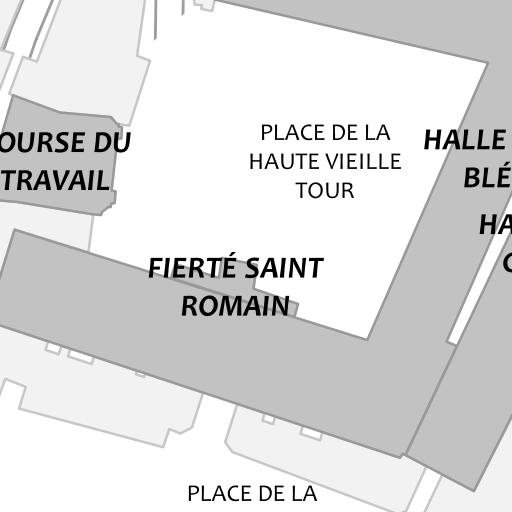 PLACE DE LA
HAUTE VIEILLE
TOUR
OURSE DU
TRAVAIL
HALLE
BLÉ
HA
FIERTÉ SAINT
ROMAIN
PLACE DE LA